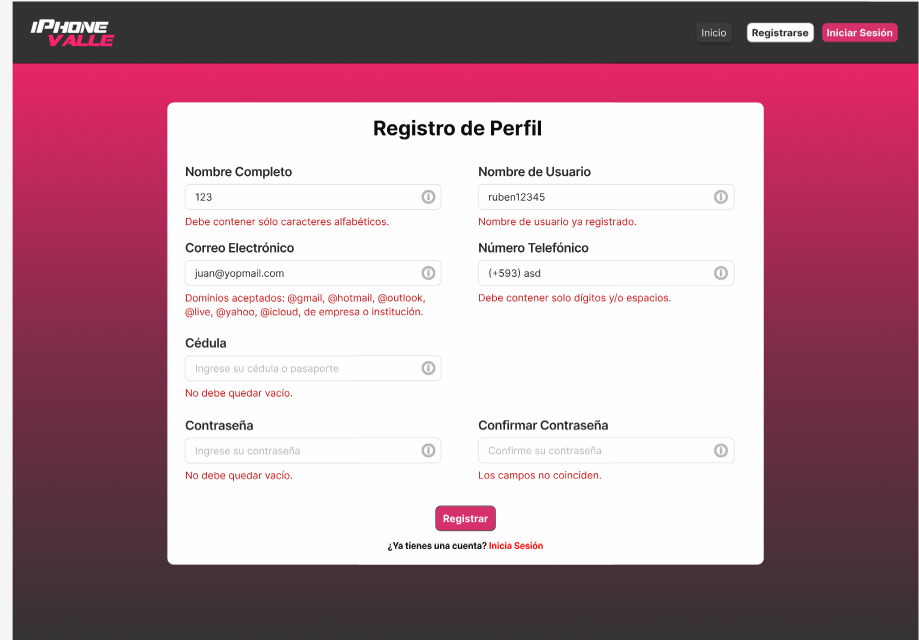 iPHONE
VALLE
Inicio
Registrarse
Iniciar Sesión
Registro de Perfil
Nombre Completo
Nombre de Usuario
123
ruben12345
Debe contener sólo caracteres alfabéticos.
Nombre de usuario ya registrado.
Correo Electrónico
Número Telefónico
juan@yopmail.com
(+593) asd
Dominios aceptados: @gmail, @hotmail, @outlook,
@live, @yahoo, @icloud, de empresa o institución.
Debe contener solo dígitos y/o espacios.
Cédula
Ingrese su cédula o pasaporte
No debe quedar vacío.
Contraseña
Confirmar Contraseña
Ingrese su contraseña
Confirme su contraseña
No debe quedar vacío.
Los campos no coinciden.
Registrar
¿Ya tienes una cuenta? Inicia Sesión